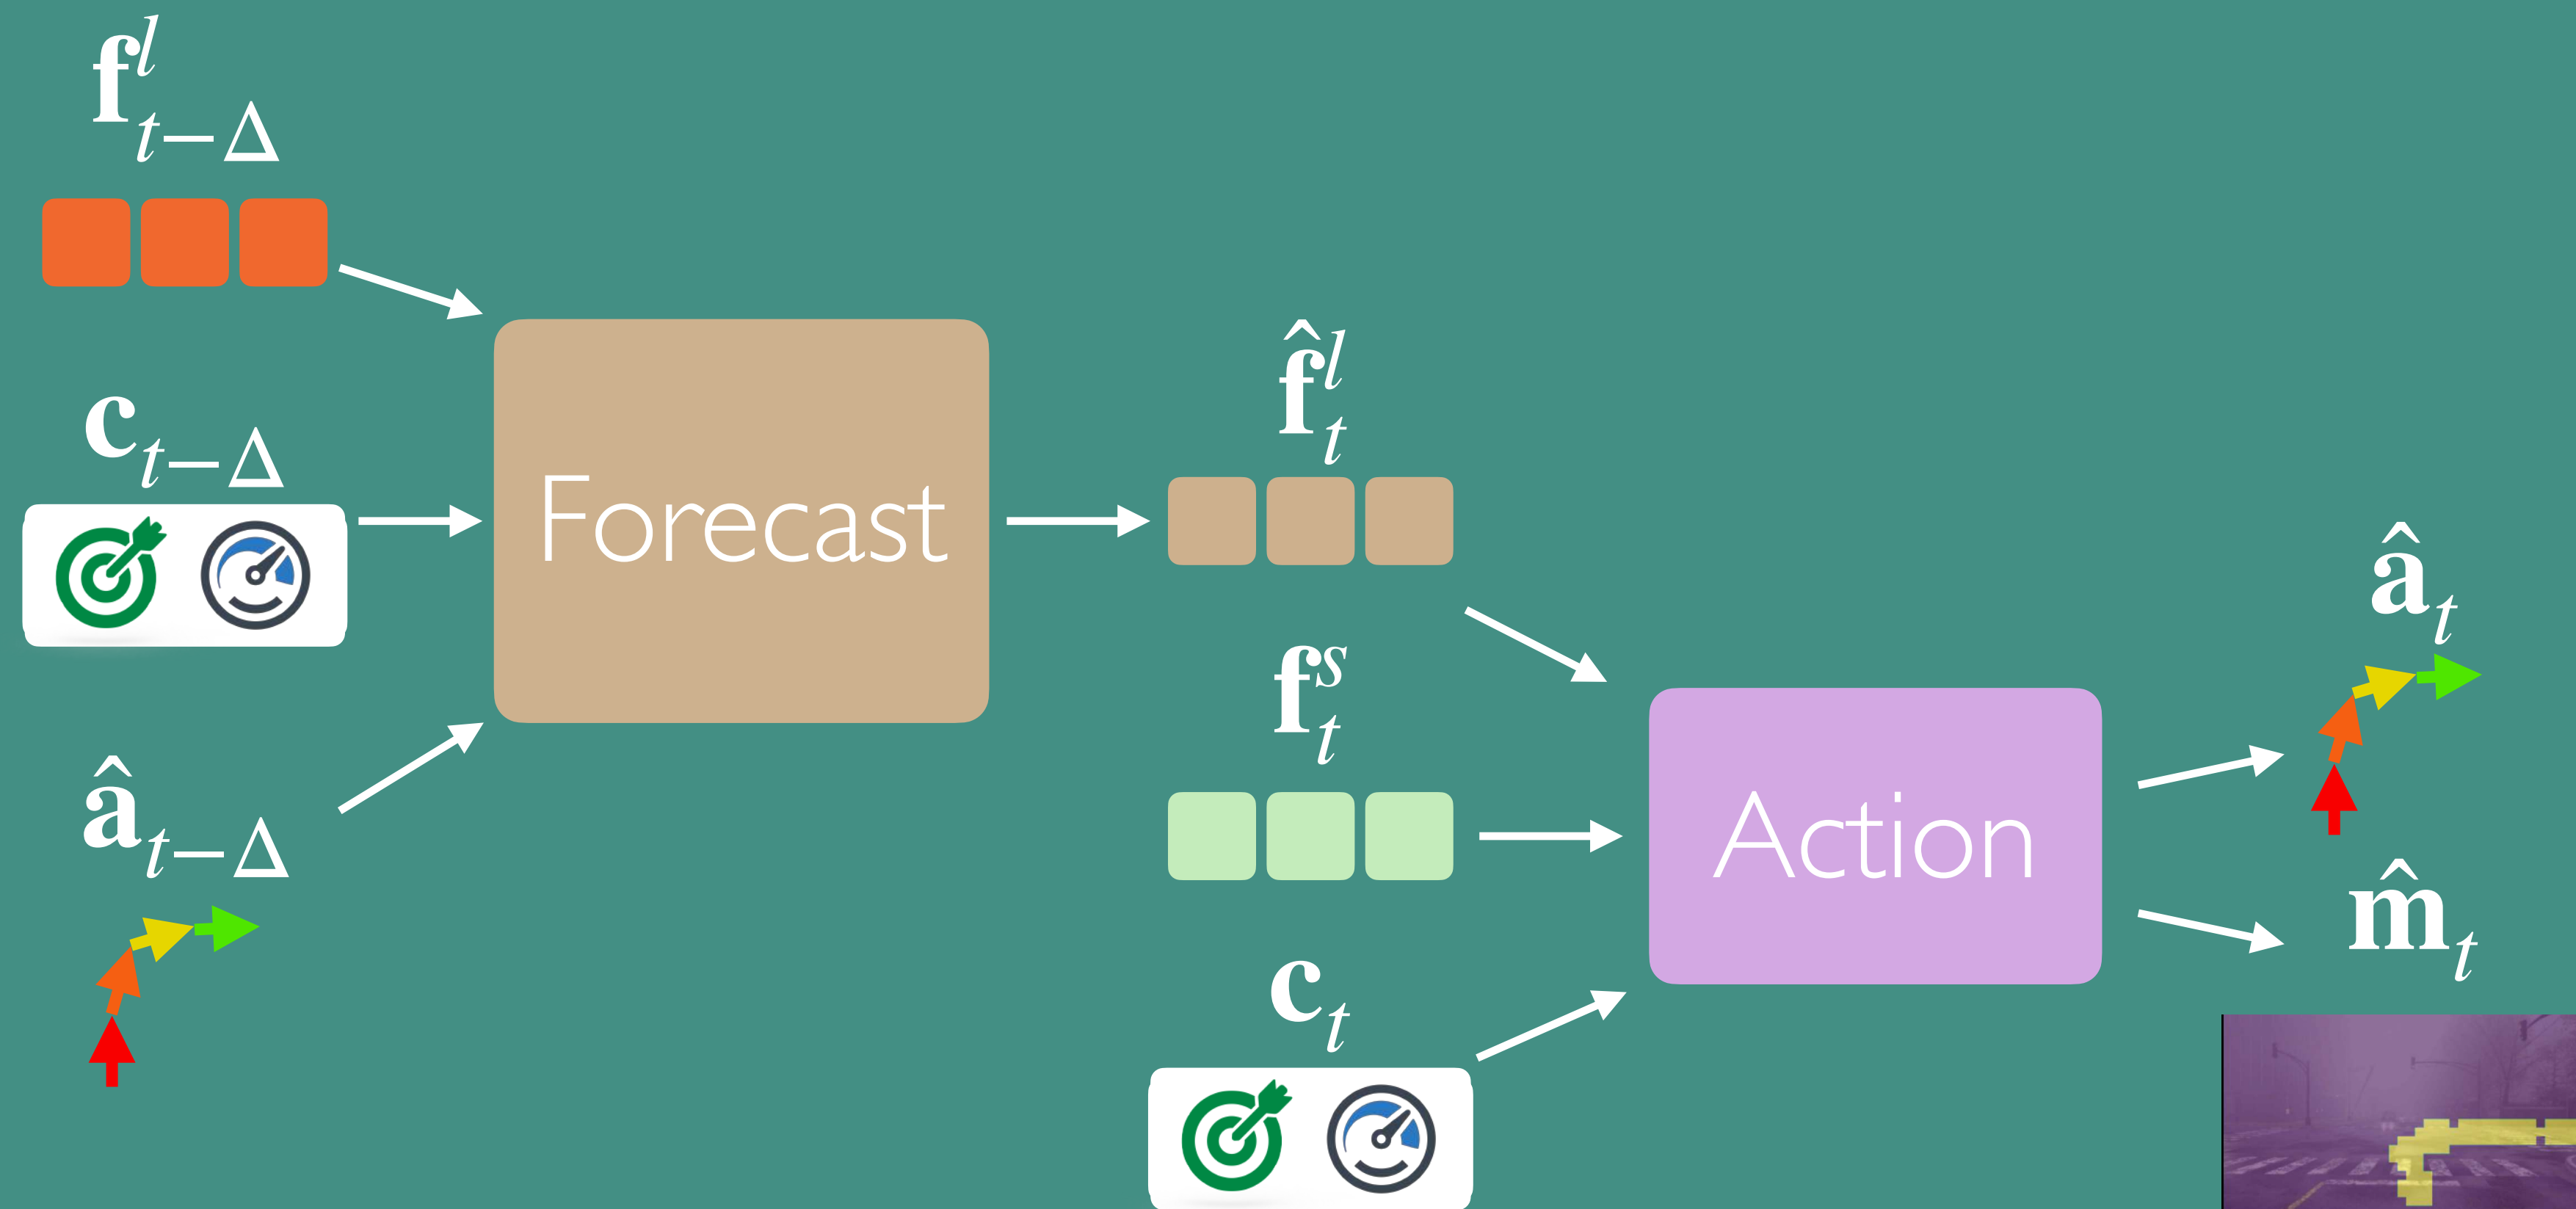 f^l_{t−Δ}
c_{t−Δ}
â_{t−Δ}
Forecast
f̂^l_t
f^s_t
c_t
Action
â_t
m̂_t